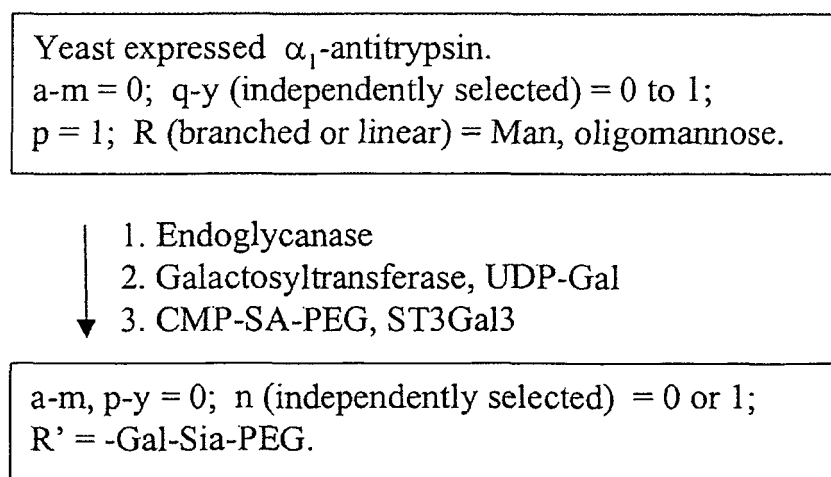 Yeast expressed α₁-antitrypsin.
a-m = 0; q-y (independently selected) = 0 to 1;
p = 1; R (branched or linear) = Man, oligomannose.
1. Endoglycanase
2. Galactosyltransferase, UDP-Gal
3. CMP-SA-PEG, ST3Gal3
a-m, p-y = 0; n (independently selected) = 0 or 1;
R’ = -Gal-Sia-PEG.